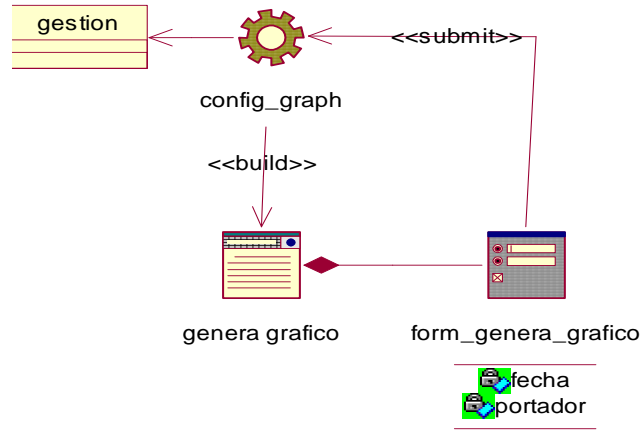 gestion
<<submit>>
config_graph
<<build>>
genera grafico
form_genera_grafico
fecha
portador